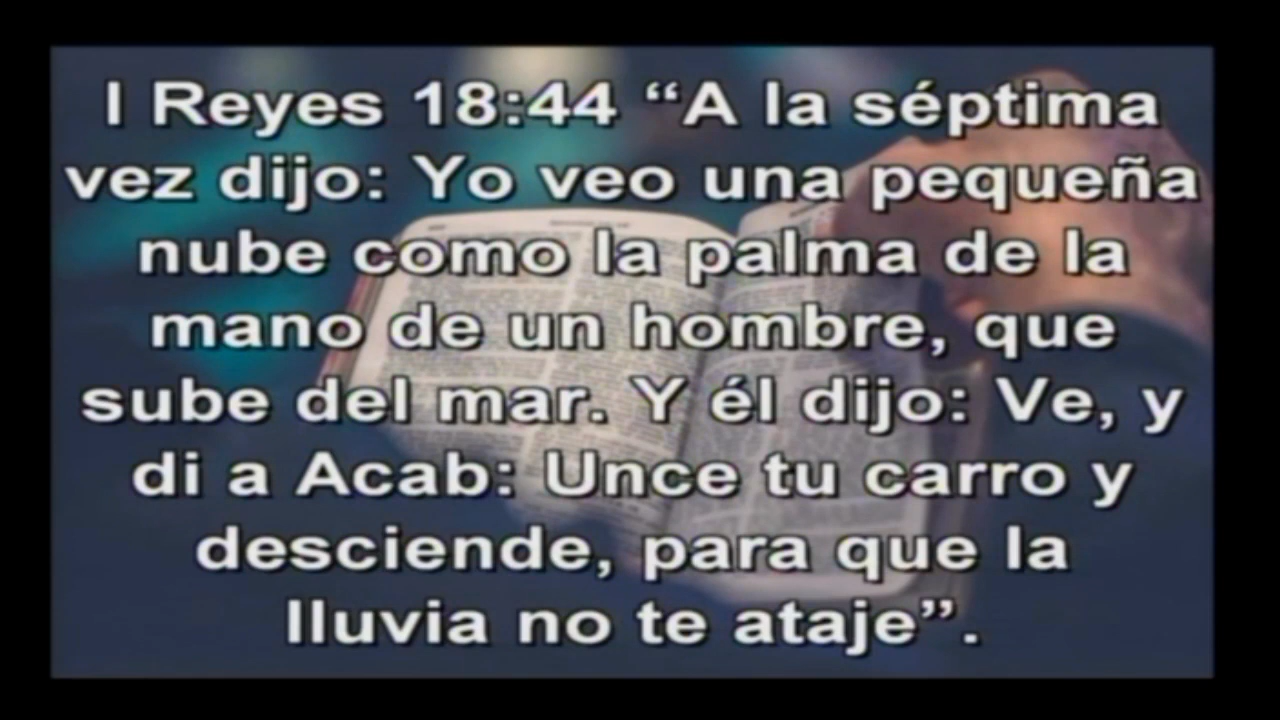 I Reyes 18:44 “A la séptima
vez dijo: Yo veo una pequeña
nube como la palma de la
mano de un hombre, que
sube del mar. Y él dijo: Ve, y
di a Acab: Unce tu carro y
desciende, para que la
lluvia no te ataje”.